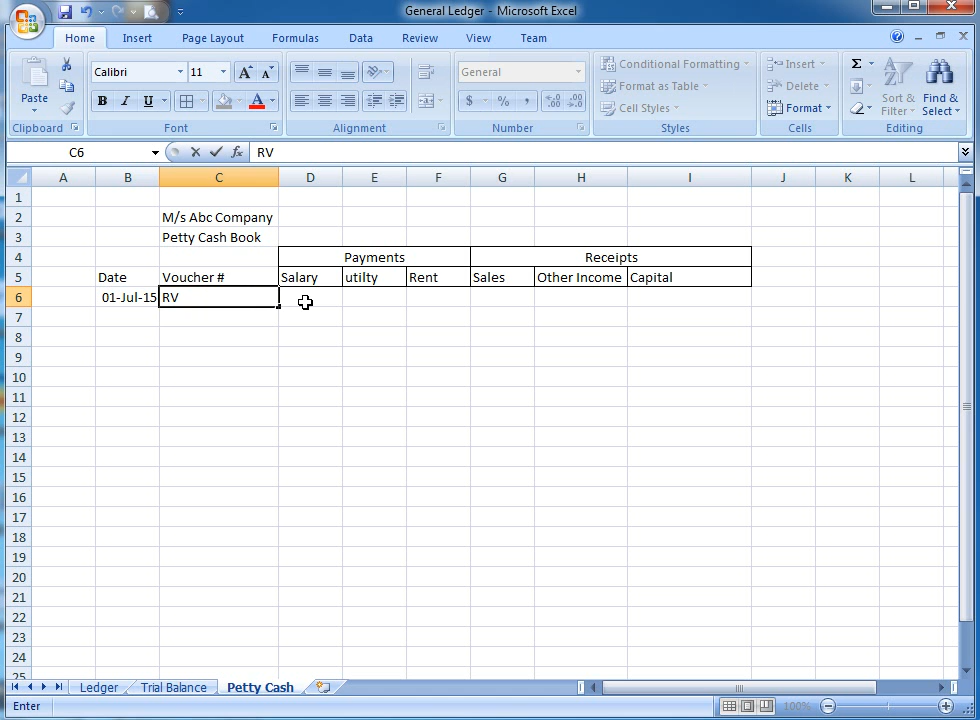 General Ledger - Microsoft Excel
Home Insert Page Layout Formulas Data Review View Team
Calibri 11 General
Paste
B I U A $ % ,
Conditional Formatting
Format as Table
Cell Styles
Insert
Delete
Format
Σ
Sort & Filter
Find & Select
Clipboard Font Alignment Number Styles Cells Editing
C6 fx RV
A B C D E F G H I J K L
1
2 M/s Abc Company
3 Petty Cash Book
4 Payments Receipts
5 Date Voucher # Salary utilty Rent Sales Other Income Capital
6 01-Jul-15 RV
7
8
9
10
11
12
13
14
15
16
17
18
19
20
21
22
23
24
25
Ledger Trial Balance Petty Cash
Enter 100%